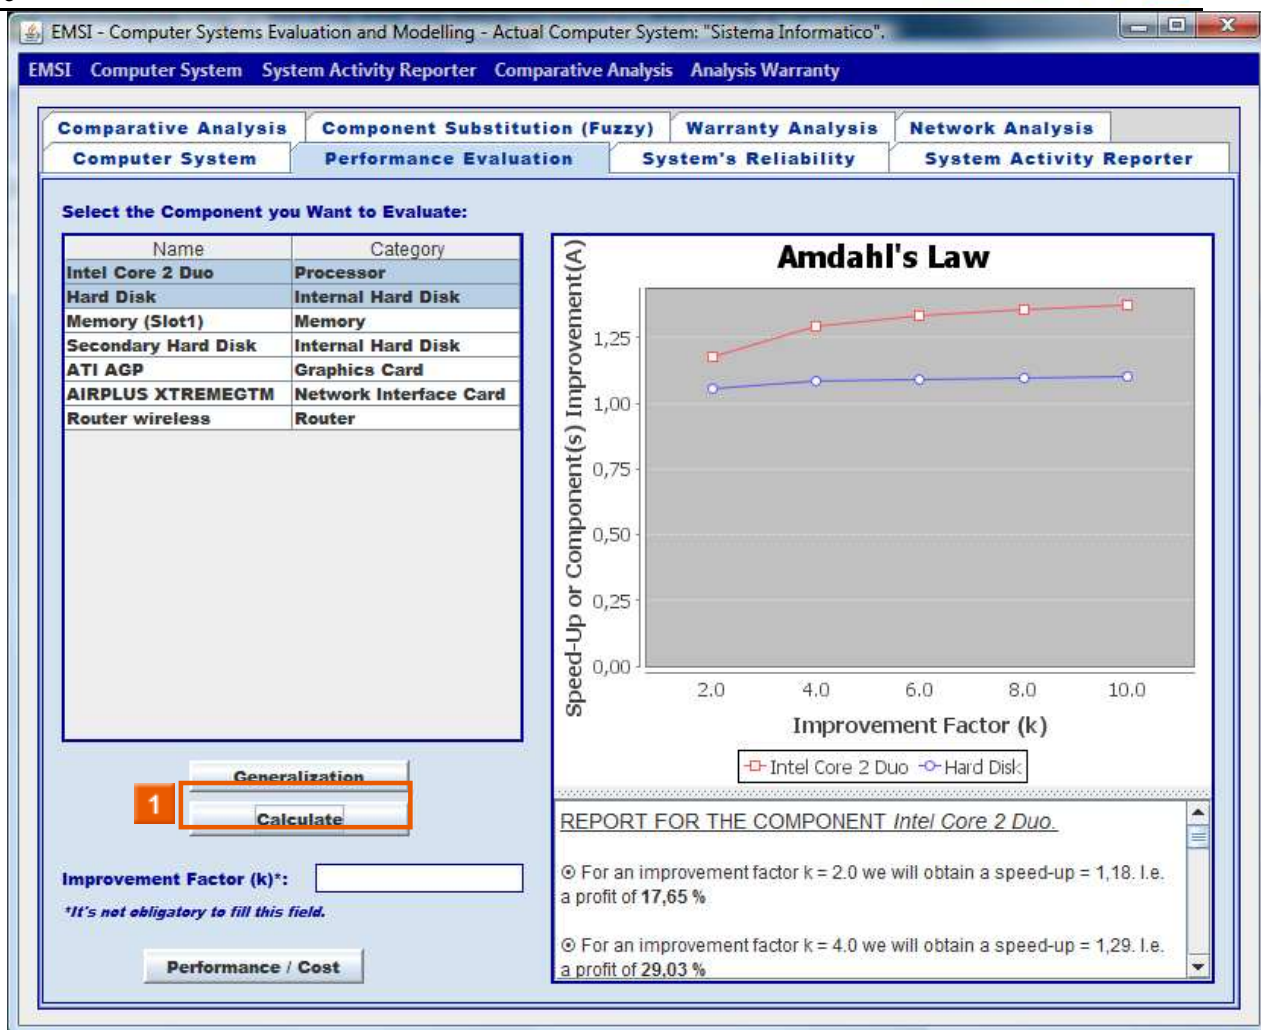 EMSI - Computer Systems Evaluation and Modelling - Actual Computer System: "Sistema Informatico".
EMSI Computer System System Activity Reporter Comparative Analysis Analysis Warranty
Comparative Analysis Component Substitution (Fuzzy) Warranty Analysis Network Analysis
Computer System Performance Evaluation System's Reliability System Activity Reporter
Select the Component you Want to Evaluate:
Name Category
Intel Core 2 Duo Processor
Hard Disk Internal Hard Disk
Memory (Slot1) Memory
Secondary Hard Disk Internal Hard Disk
ATI AGP Graphics Card
AIRPLUS XTREMEGTM Network Interface Card
Router wireless Router
Generalization
1
Calculate
Improvement Factor (k)*:
*It's not obligatory to fill this field.
Performance / Cost
Amdahl's Law
Speed-Up or Component(s) Improvement(A)
1,25
1,00
0,75
0,50
0,25
0,00
2.0 4.0 6.0 8.0 10.0
Improvement Factor (k)
Intel Core 2 Duo Hard Disk
REPORT FOR THE COMPONENT Intel Core 2 Duo.
For an improvement factor k = 2.0 we will obtain a speed-up = 1,18. I.e.
a profit of 17,65 %
For an improvement factor k = 4.0 we will obtain a speed-up = 1,29. I.e.
a profit of 29,03 %